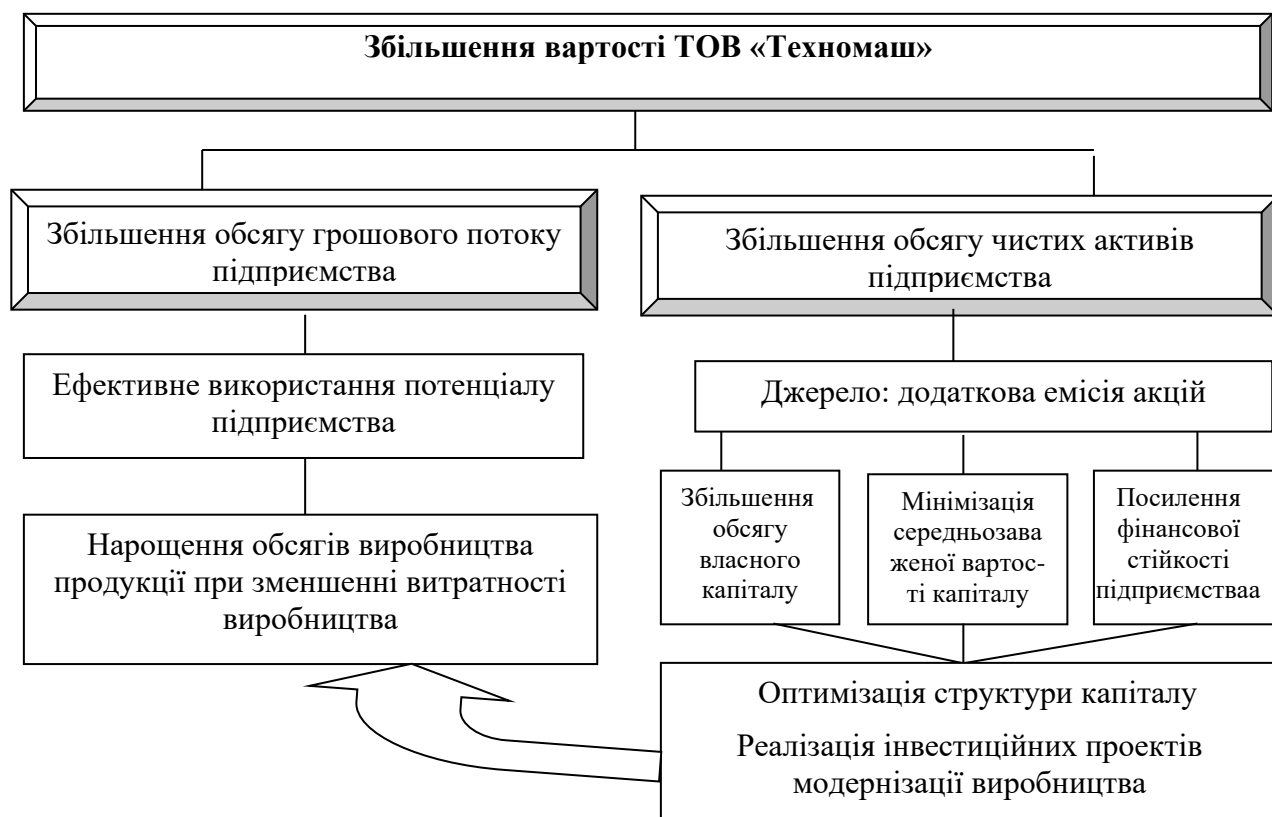 Збільшення вартості ТОВ «Техномаш»
Збільшення обсягу грошового потоку
підприємства
Збільшення обсягу чистих активів
підприємства
Ефективне використання потенціалу
підприємства
Джерело: додаткова емісія акцій
Збільшення
обсягу
власного
капіталу
Мінімізація
середньозава
женої вартос-
ті капіталу
Посилення
фінансової
стійкості
підприємстваа
Нарощення обсягів виробництва
продукції при зменшенні витратності
виробництва
Оптимізація структури капіталу
Реалізація інвестиційних проектів
модернізації виробництва